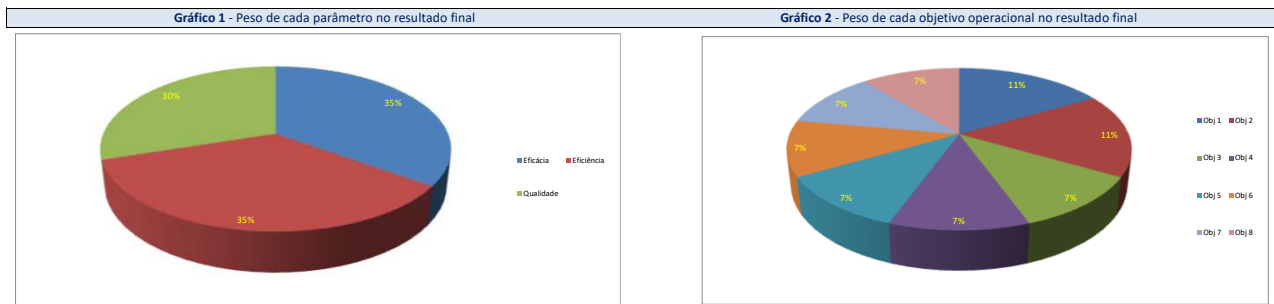 Gráfico 1 - Peso de cada parâmetro no resultado final
30%
35%
35%
Eficácia Eficiência
Qualidade
Gráfico 2 - Peso de cada objetivo operacional no resultado final
7%
11%
7%
11%
7%
7%
7%
7%
Obj 1 Obj 2
Obj 3 Obj 4
Obj 5 Obj 6
Obj 7 Obj 8